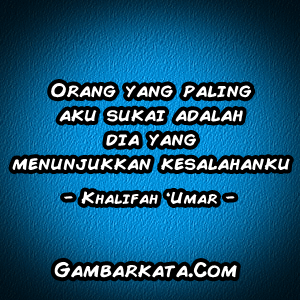 Orang yang paling
aku sukai adalah
dia yang
menunjukkan kesalahanku
- Khalifah 'Umar -
GambarKata.Com